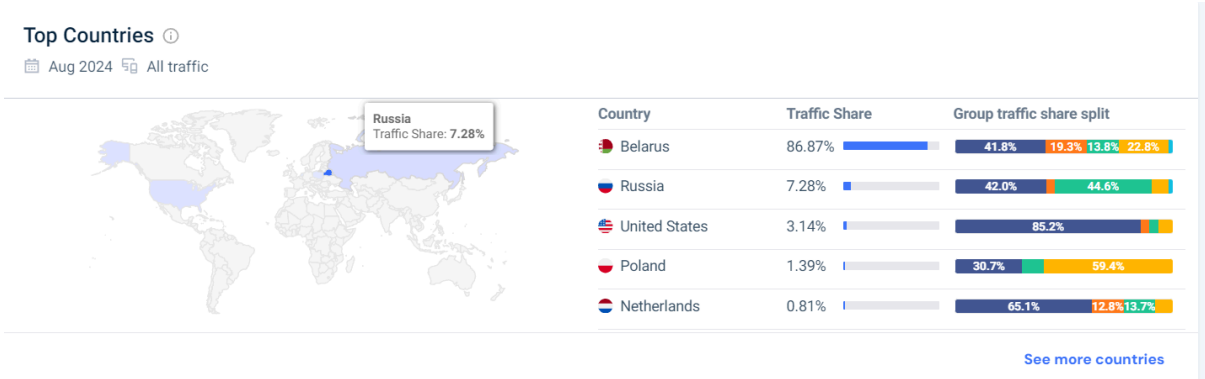 Top Countries
Aug 2024 All traffic
Russia
Traffic Share: 7.28%
Country Traffic Share Group traffic share split
Belarus 86.87% 41.8% 19.3% 13.8% 22.8%
Russia 7.28% 42.0% 44.6%
United States 3.14% 85.2%
Poland 1.39% 30.7% 59.4%
Netherlands 0.81% 65.1% 12.8% 13.7%
See more countries